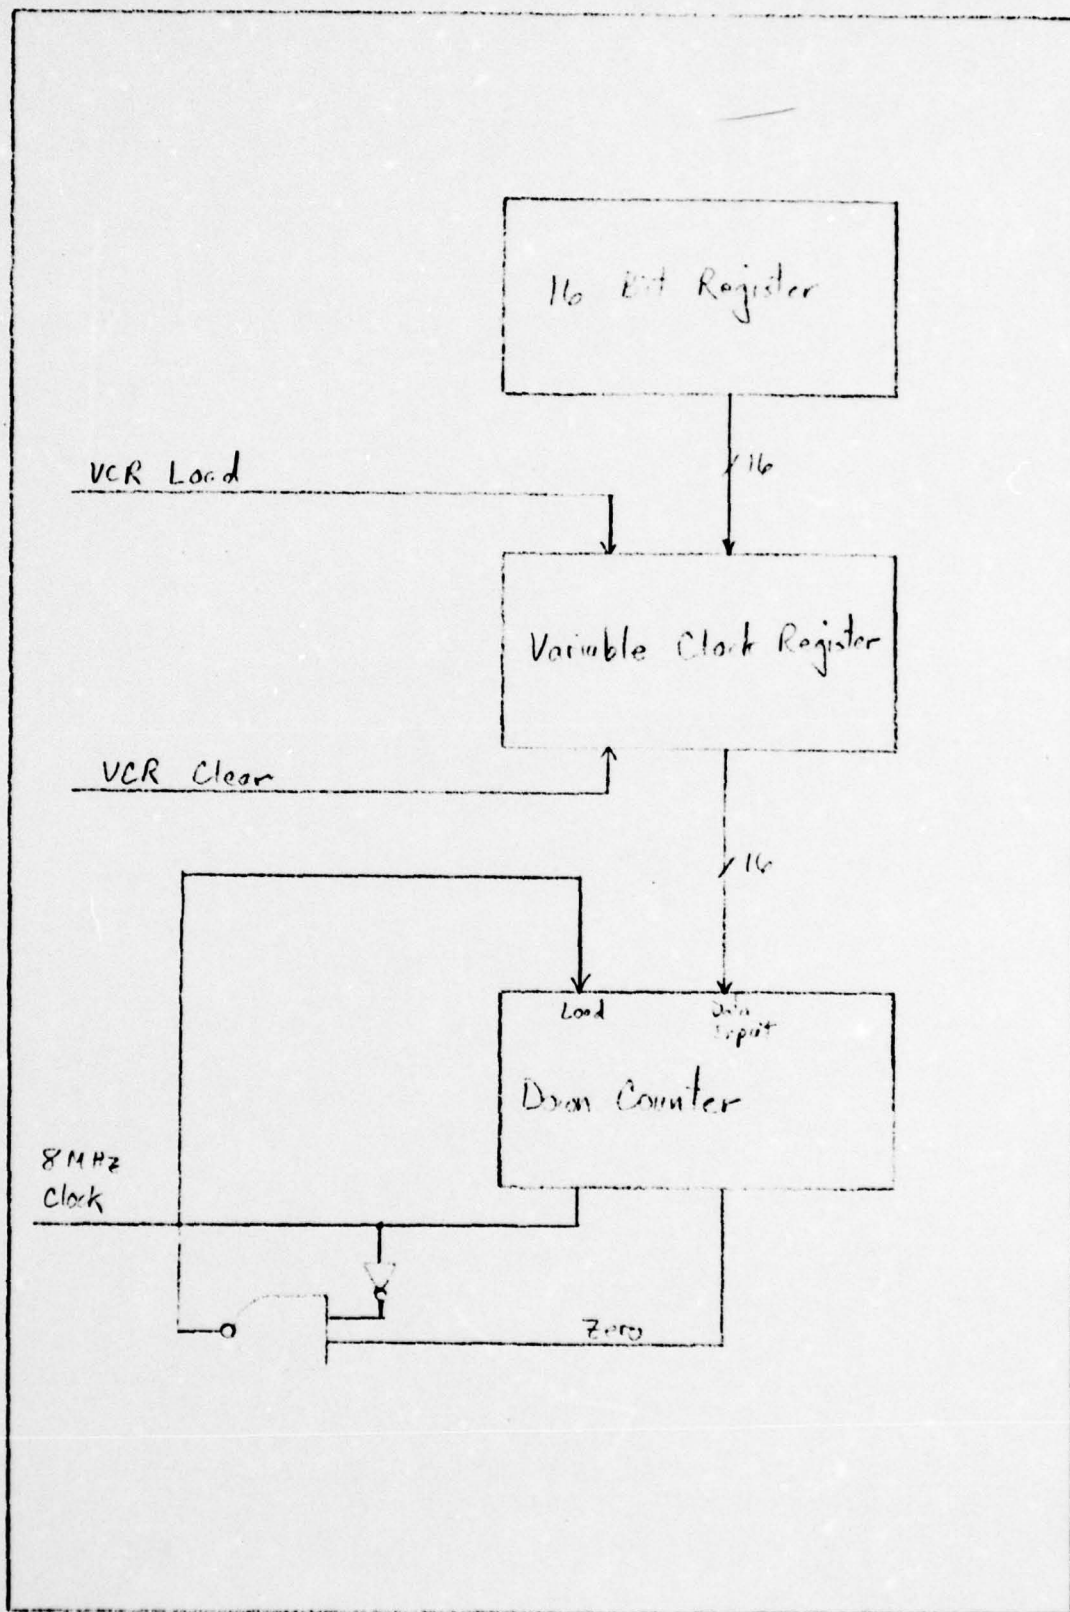 16 Bit Register
16
VCR Load
Variable Clock Register
VCR Clear
16
Load
Data
Input
Down Counter
8 MHz
Clock
Zero